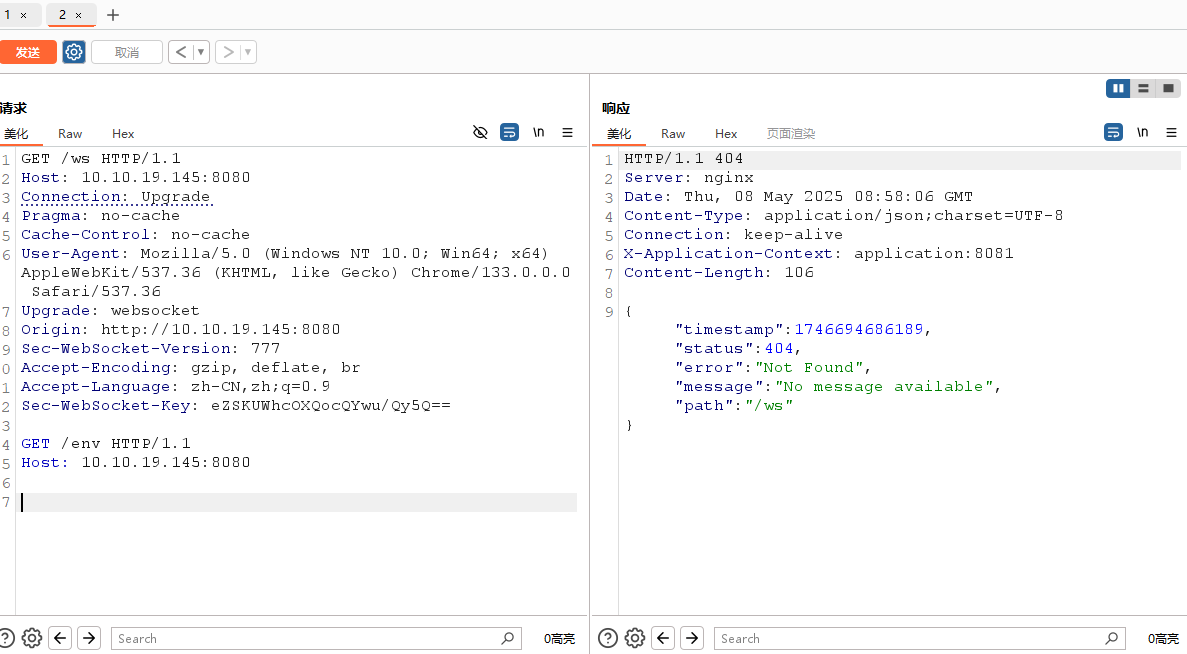 1 ×
2 ×
+
发送
取消
请求
美化 Raw Hex \n
1 GET /ws HTTP/1.1
2 Host: 10.10.19.145:8080
3 Connection: Upgrade
4 Pragma: no-cache
5 Cache-Control: no-cache
6 User-Agent: Mozilla/5.0 (Windows NT 10.0; Win64; x64)
AppleWebKit/537.36 (KHTML, like Gecko) Chrome/133.0.0.0
Safari/537.36
7 Upgrade: websocket
8 Origin: http://10.10.19.145:8080
9 Sec-WebSocket-Version: 777
0 Accept-Encoding: gzip, deflate, br
1 Accept-Language: zh-CN,zh;q=0.9
2 Sec-WebSocket-Key: eZSKUWhcOXQocQYwu/Qy5Q==
3
4 GET /env HTTP/1.1
5 Host: 10.10.19.145:8080
6
7
Search
0高亮
响应
美化 Raw Hex 页面渲染 \n
1 HTTP/1.1 404
2 Server: nginx
3 Date: Thu, 08 May 2025 08:58:06 GMT
4 Content-Type: application/json;charset=UTF-8
5 Connection: keep-alive
6 X-Application-Context: application:8081
7 Content-Length: 106
8
9 {
"timestamp":1746694686189,
"status":404,
"error":"Not Found",
"message":"No message available",
"path":"/ws"
}
Search
0高亮